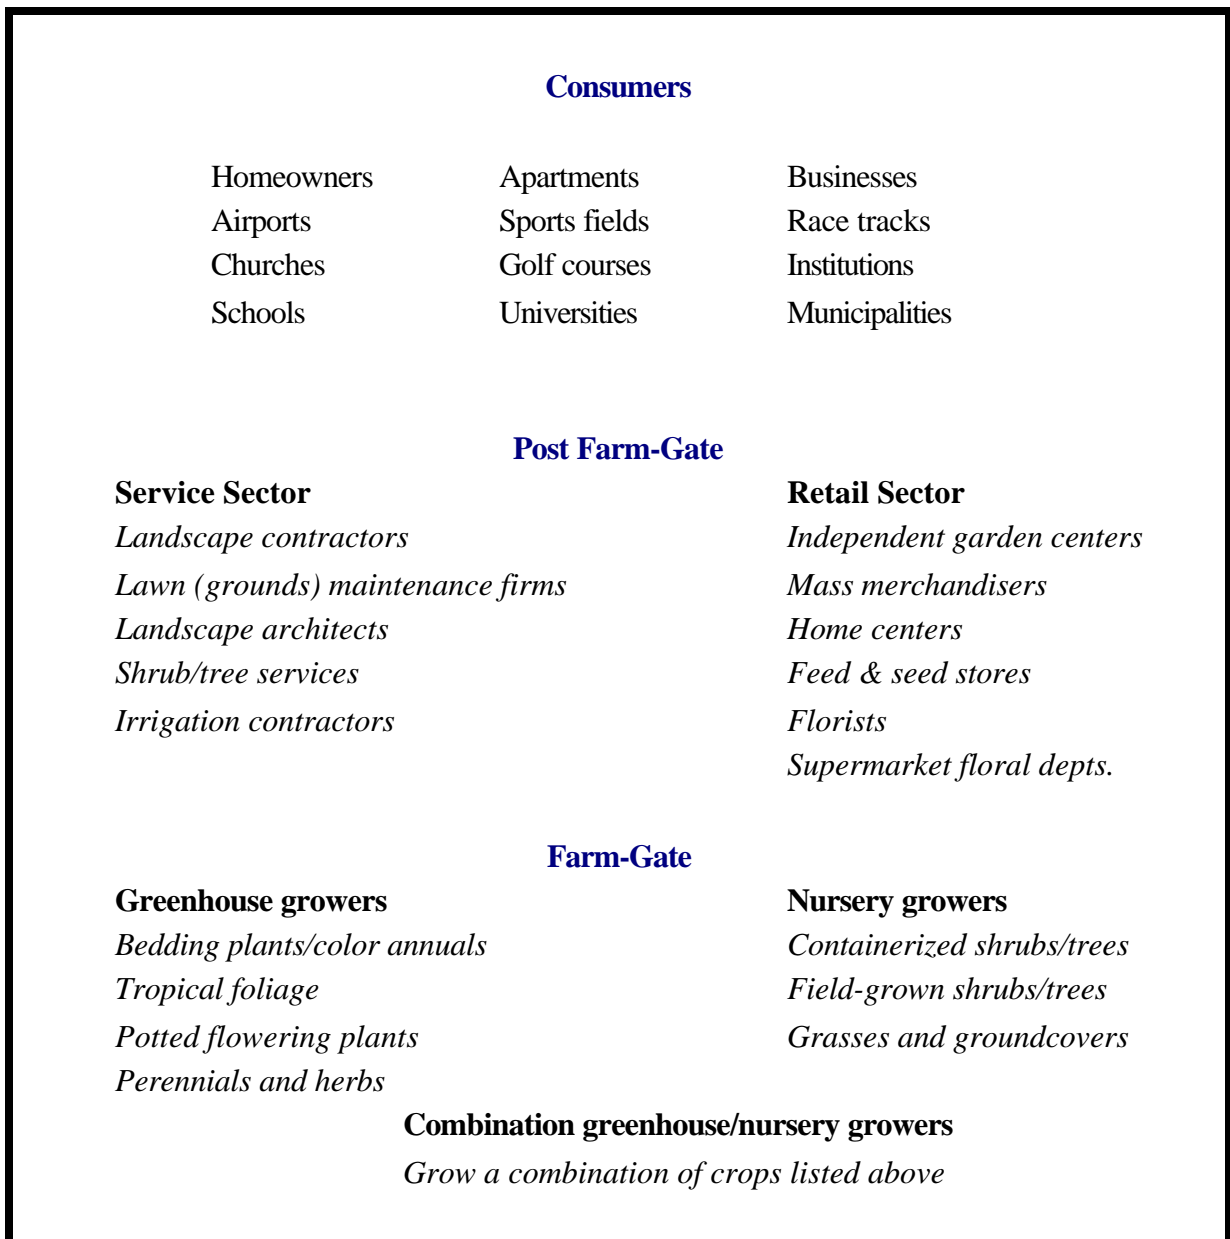 Consumers
Homeowners Apartments Businesses
Airports Sports fields Race tracks
Churches Golf courses Institutions
Schools Universities Municipalities
Post Farm-Gate
Service Sector Retail Sector
Landscape contractors Independent garden centers
Lawn (grounds) maintenance firms Mass merchandisers
Landscape architects Home centers
Shrub/tree services Feed & seed stores
Irrigation contractors Florists
Supermarket floral depts.
Farm-Gate
Greenhouse growers Nursery growers
Bedding plants/color annuals Containerized shrubs/trees
Tropical foliage Field-grown shrubs/trees
Potted flowering plants Grasses and groundcovers
Perennials and herbs
Combination greenhouse/nursery growers
Grow a combination of crops listed above